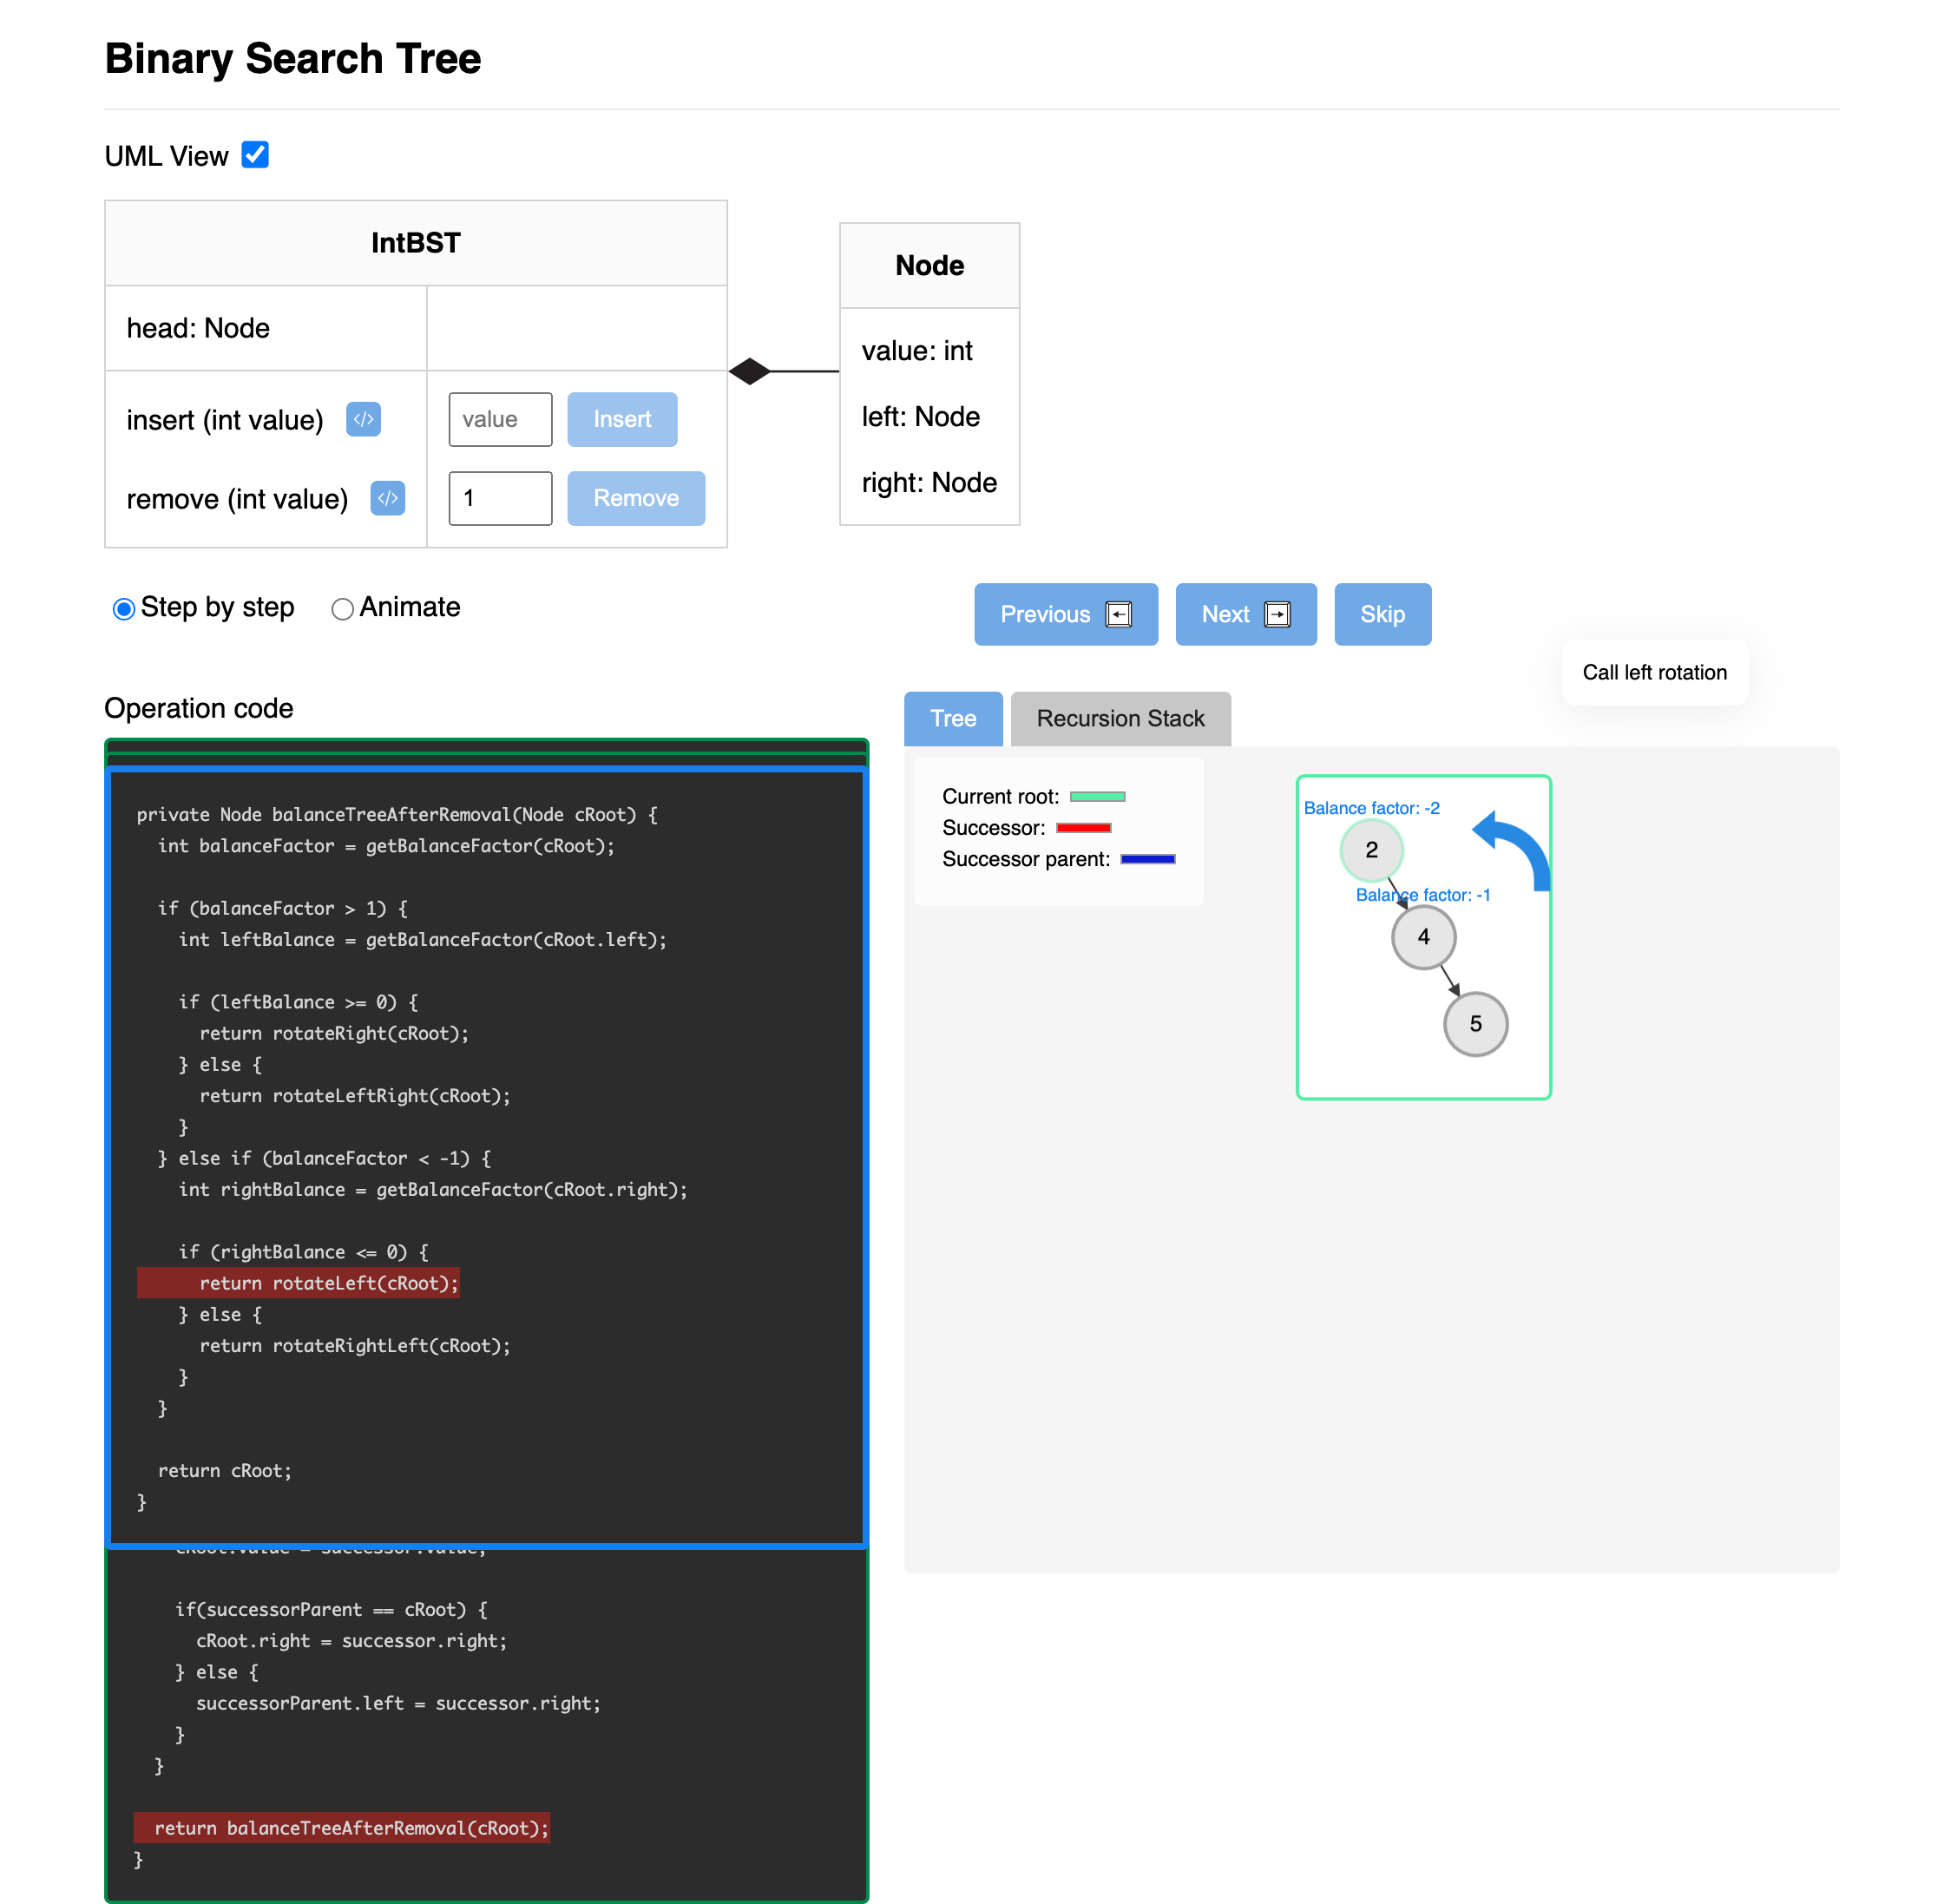 Binary Search Tree
UML View
IntBST
head: Node
insert (int value) </> value Insert
remove (int value) </> 1 Remove
Node
value: int
left: Node
right: Node
Step by step Animate
Previous ← Next → Skip
Call left rotation
Operation code
private Node balanceTreeAfterRemoval(Node cRoot) {
int balanceFactor = getBalanceFactor(cRoot);
if (balanceFactor > 1) {
int leftBalance = getBalanceFactor(cRoot.left);
if (leftBalance >= 0) {
return rotateRight(cRoot);
} else {
return rotateLeftRight(cRoot);
}
} else if (balanceFactor < -1) {
int rightBalance = getBalanceFactor(cRoot.right);
if (rightBalance <= 0) {
return rotateLeft(cRoot);
} else {
return rotateRightLeft(cRoot);
}
}
return cRoot;
}
cRoot.value = successor.value;
if(successorParent == cRoot) {
cRoot.right = successor.right;
} else {
successorParent.left = successor.right;
}
}
return balanceTreeAfterRemoval(cRoot);
}
Tree Recursion Stack
Current root:
Successor:
Successor parent:
Balance factor: -2
2
Balance factor: -1
4
5